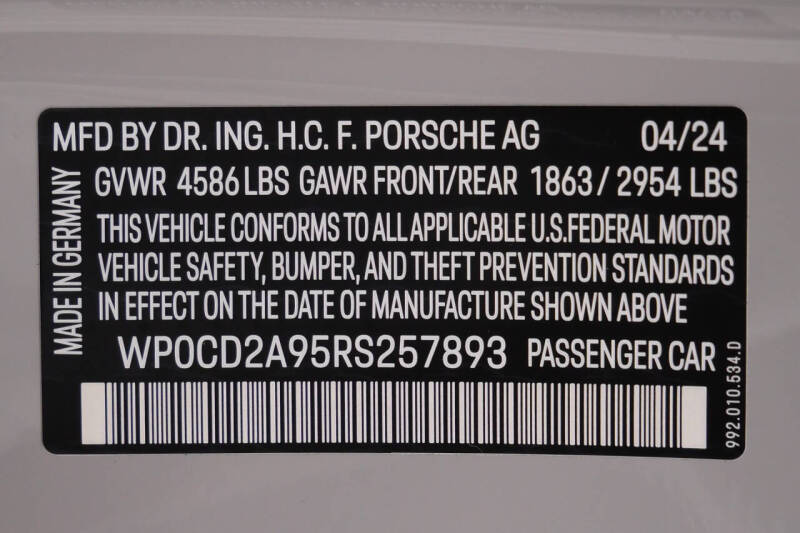 MFD BY DR. ING. H.C. F. PORSCHE AG 04/24
GVWR 4586 LBS GAWR FRONT/REAR 1863 / 2954 LBS
THIS VEHICLE CONFORMS TO ALL APPLICABLE U.S.FEDERAL MOTOR
VEHICLE SAFETY, BUMPER, AND THEFT PREVENTION STANDARDS
IN EFFECT ON THE DATE OF MANUFACTURE SHOWN ABOVE
WP0CD2A95RS257893 PASSENGER CAR
MADE IN GERMANY
992.010.534.D